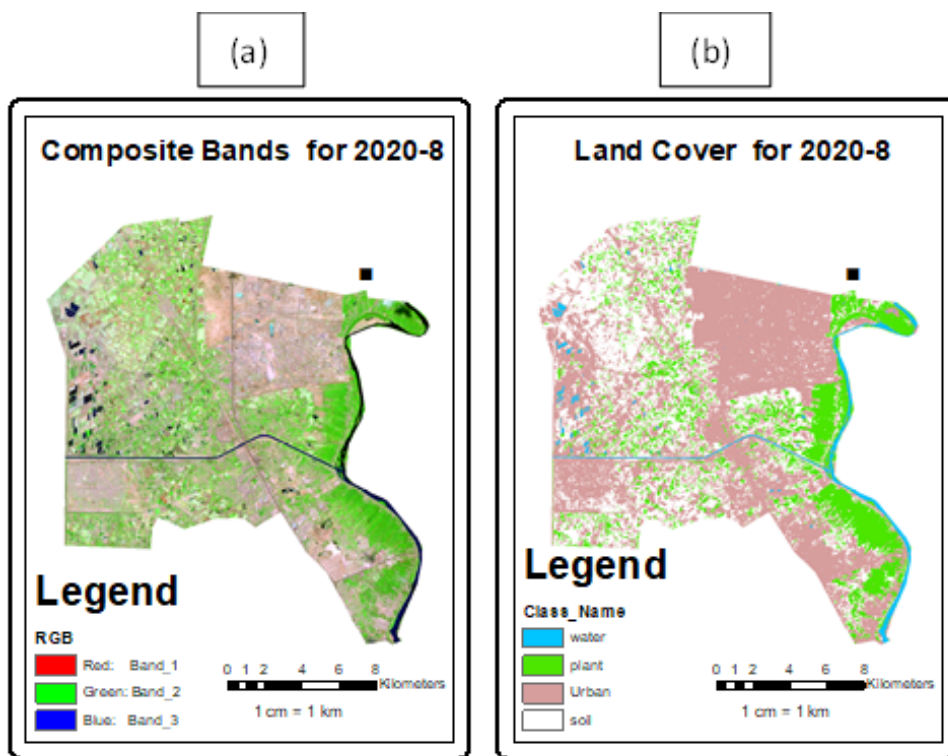 (a)
Composite Bands for 2020-8
Legend
RGB
Red: Band_1
Green: Band_2
Blue: Band_3
0 1 2 4 6 8
Kilometers
1 cm = 1 km
(b)
Land Cover for 2020-8
Legend
Class_Name
water
plant
Urban
soil
0 1 2 4 6 8
Kilometers
1 cm = 1 km